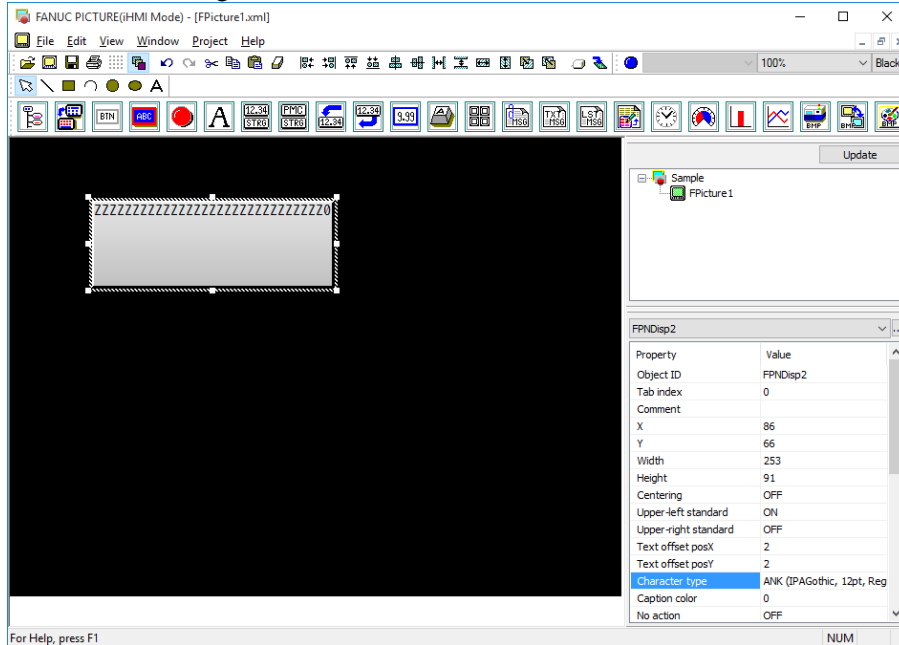 FANUC PICTURE(iHMI Mode) - [FPicture1.xml]
File Edit View Window Project Help
100% Black
BTN ABC A 12.34 STRG PMC STRG 12.34 12.34 9.99 MSG TXT MSG LST MSG BMP BMP BMP
Update
Sample
FPicture1
ZZZZZZZZZZZZZZZZZZZZZZZZZZZZZZZ0
FPNDisp2
Property Value
Object ID FPNDisp2
Tab index 0
Comment
X 86
Y 66
Width 253
Height 91
Centering OFF
Upper-left standard ON
Upper-right standard OFF
Text offset posX 2
Text offset posY 2
Character type ANK (IPAGothic, 12pt, Reg
Caption color 0
No action OFF
For Help, press F1 NUM